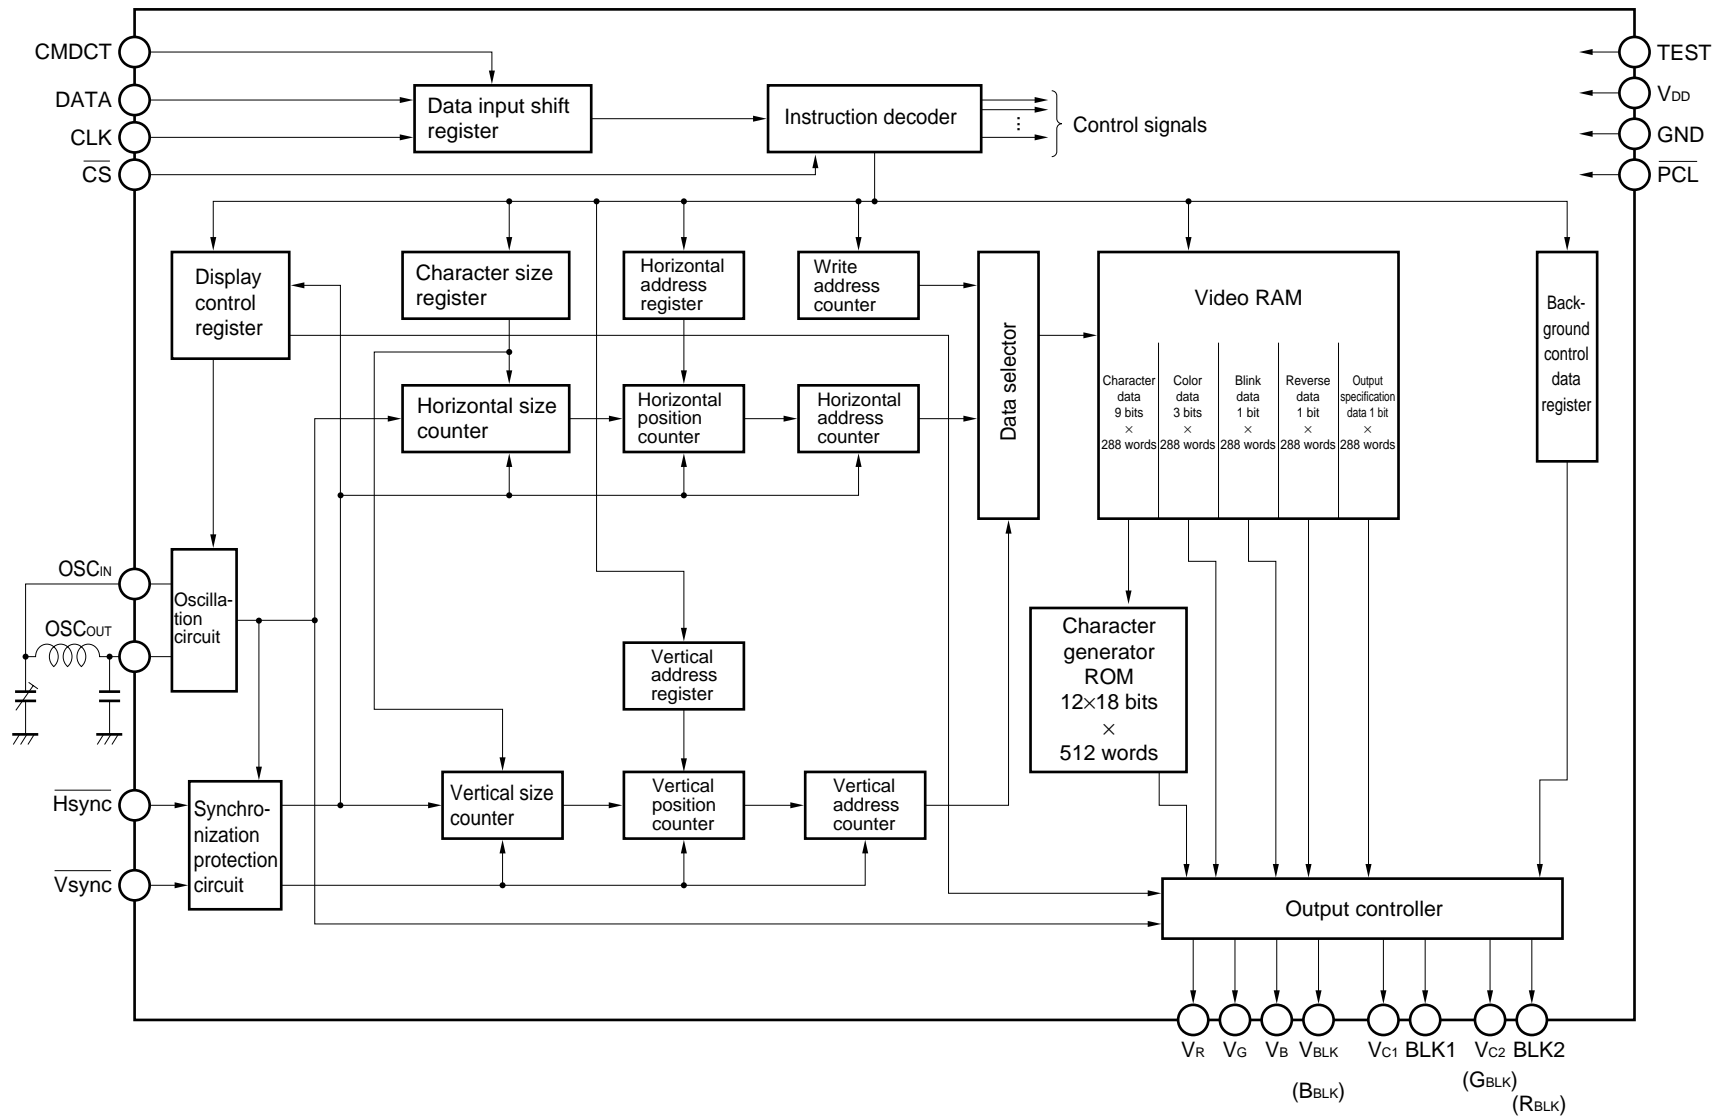 CMDCT
DATA
CLK
CS
TEST
VDD
GND
PCL
Data input shift
register
Instruction decoder
⋮
Control signals
Display
control
register
Character size
register
Horizontal
address
register
Write
address
counter
Data selector
Video RAM
Character
data
9 bits
×
288 words
Color
data
3 bits
×
288 words
Blink
data
1 bit
×
288 words
Reverse
data
1 bit
×
288 words
Output
specification
data 1 bit
×
288 words
Back-
ground
control
data
register
Horizontal size
counter
Horizontal
position
counter
Horizontal
address
counter
OSCIN
OSCOUT
Oscilla-
tion
circuit
Vertical
address
register
Character
generator
ROM
12×18 bits
×
512 words
Hsync
Vsync
Synchro-
nization
protection
circuit
Vertical size
counter
Vertical
position
counter
Vertical
address
counter
Output controller
VR
VG
VB
VBLK
VC1
BLK1
VC2
BLK2
(BBLK)
(GBLK)
(RBLK)